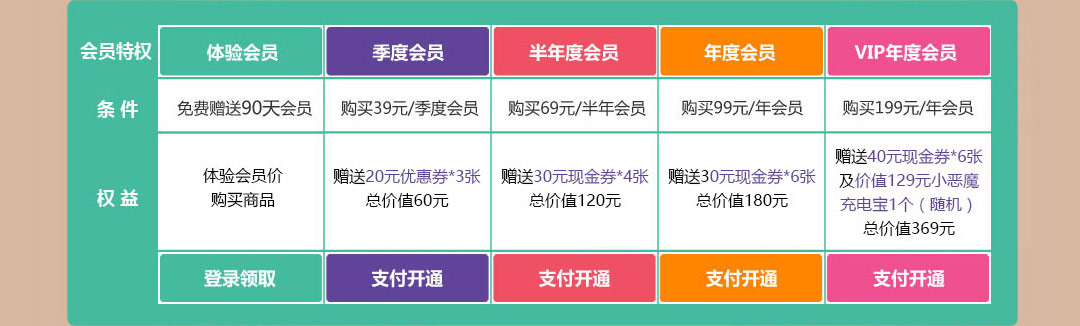 会员特权 体验会员 季度会员 半年度会员 年度会员 VIP年度会员
条 件 免费赠送90天会员 购买39元/季度会员 购买69元/半年会员 购买99元/年会员 购买199元/年会员
权 益
体验会员价
购买商品
赠送20元优惠券*3张
总价值60元
赠送30元现金券*4张
总价值120元
赠送30元现金券*6张
总价值180元
赠送40元现金券*6张
及价值129元小恶魔
充电宝1个（随机）
总价值369元
登录领取 支付开通 支付开通 支付开通 支付开通